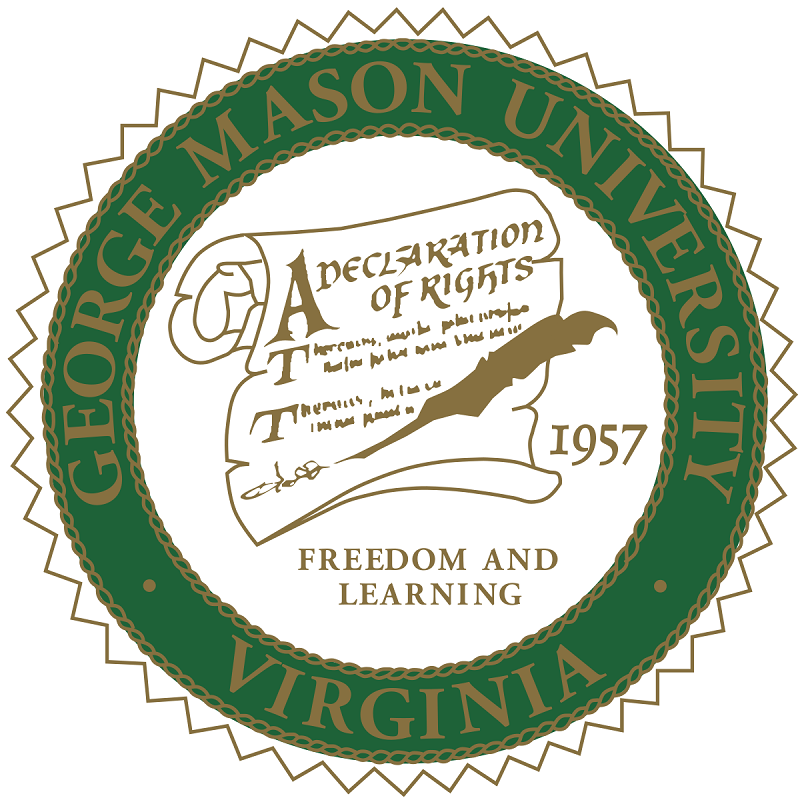 GEORGE MASON UNIVERSITY
A DECLARATION
OF RIGHTS
1957
FREEDOM AND
LEARNING
VIRGINIA